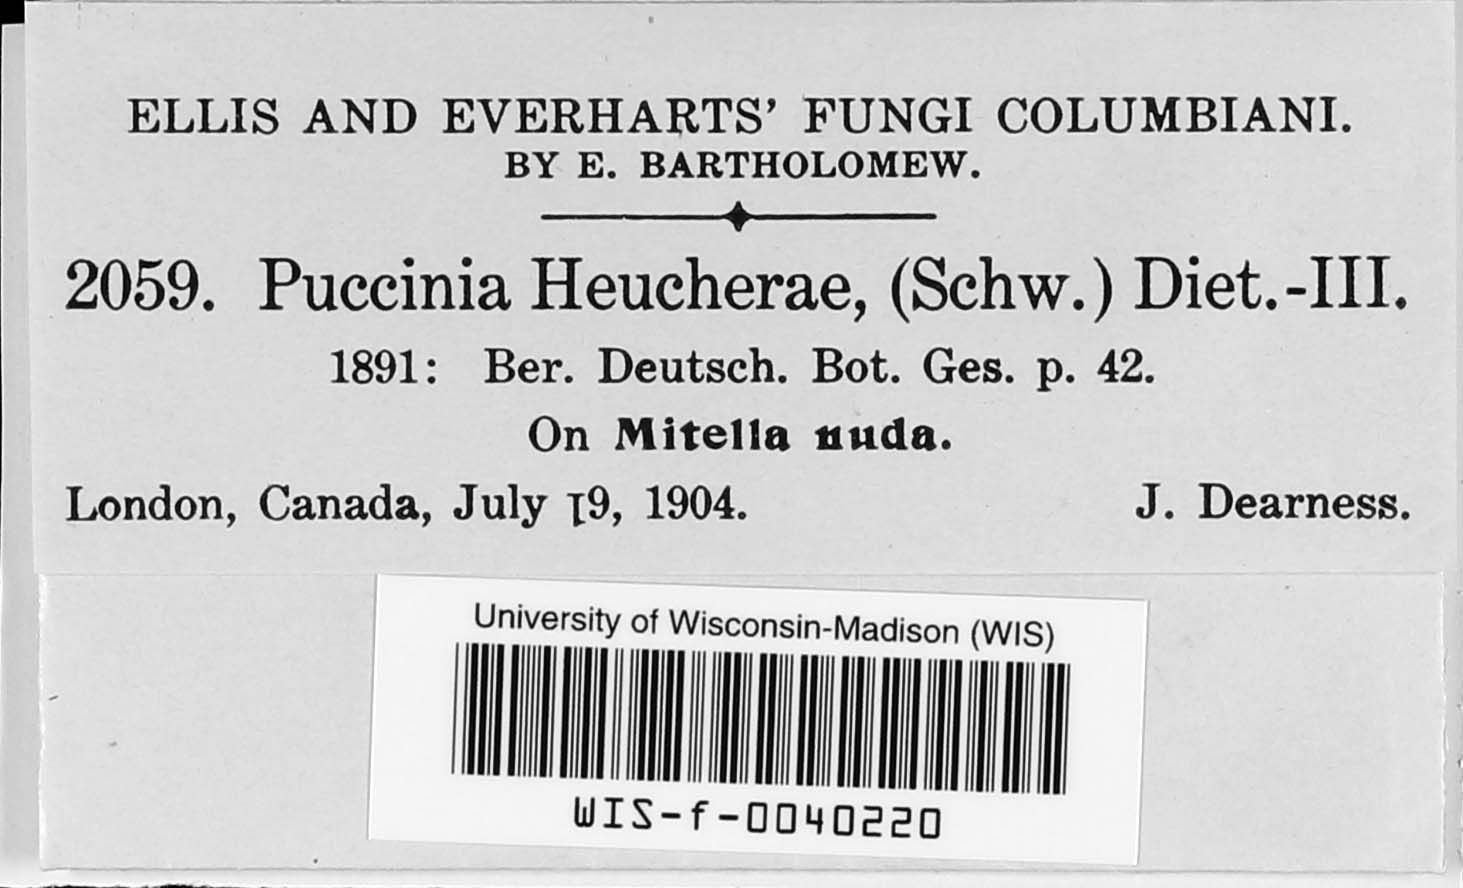 ELLIS AND EVERHARTS' FUNGI COLUMBIANI.
BY E. BARTHOLOMEW.
2059. Puccinia Heucherae, (Schw.) Diet.-III.
1891: Ber. Deutsch. Bot. Ges. p. 42.
On Mitella nuda.
London, Canada, July 19, 1904. J. Dearness.
University of Wisconsin-Madison (WIS)
WIS-f-0040220